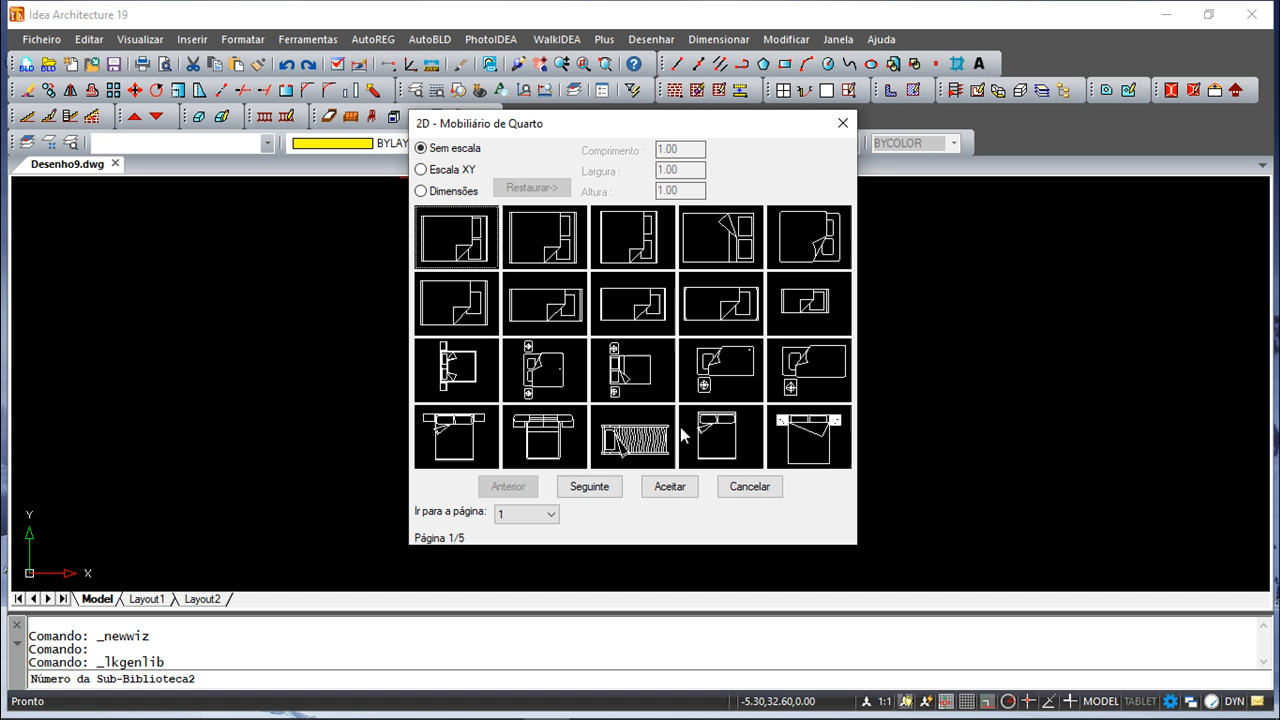 Idea Architecture 19
Ficheiro Editar Visualizar Inserir Formatar Ferramentas AutoREG AutoBLD PhotoIDEA WalkIDEA Plus Desenhar Dimensionar Modificar Janela Ajuda
BLD BLD
BYLAY BYCOLOR
Desenho9.dwg
2D - Mobiliário de Quarto
Sem escala Comprimento : 1.00
Escala XY Largura : 1.00
Dimensões Restaurar-> Altura : 1.00
Anterior Seguinte Aceitar Cancelar
Ir para a página: 1
Página 1/5
Y
X
Model Layout1 Layout2
Comando: _newwiz
Comando:
Comando: _lkgenlib
Número da Sub-Biblioteca2
Pronto -5.30,32.60,0.00 1:1 MODEL TABLET DYN